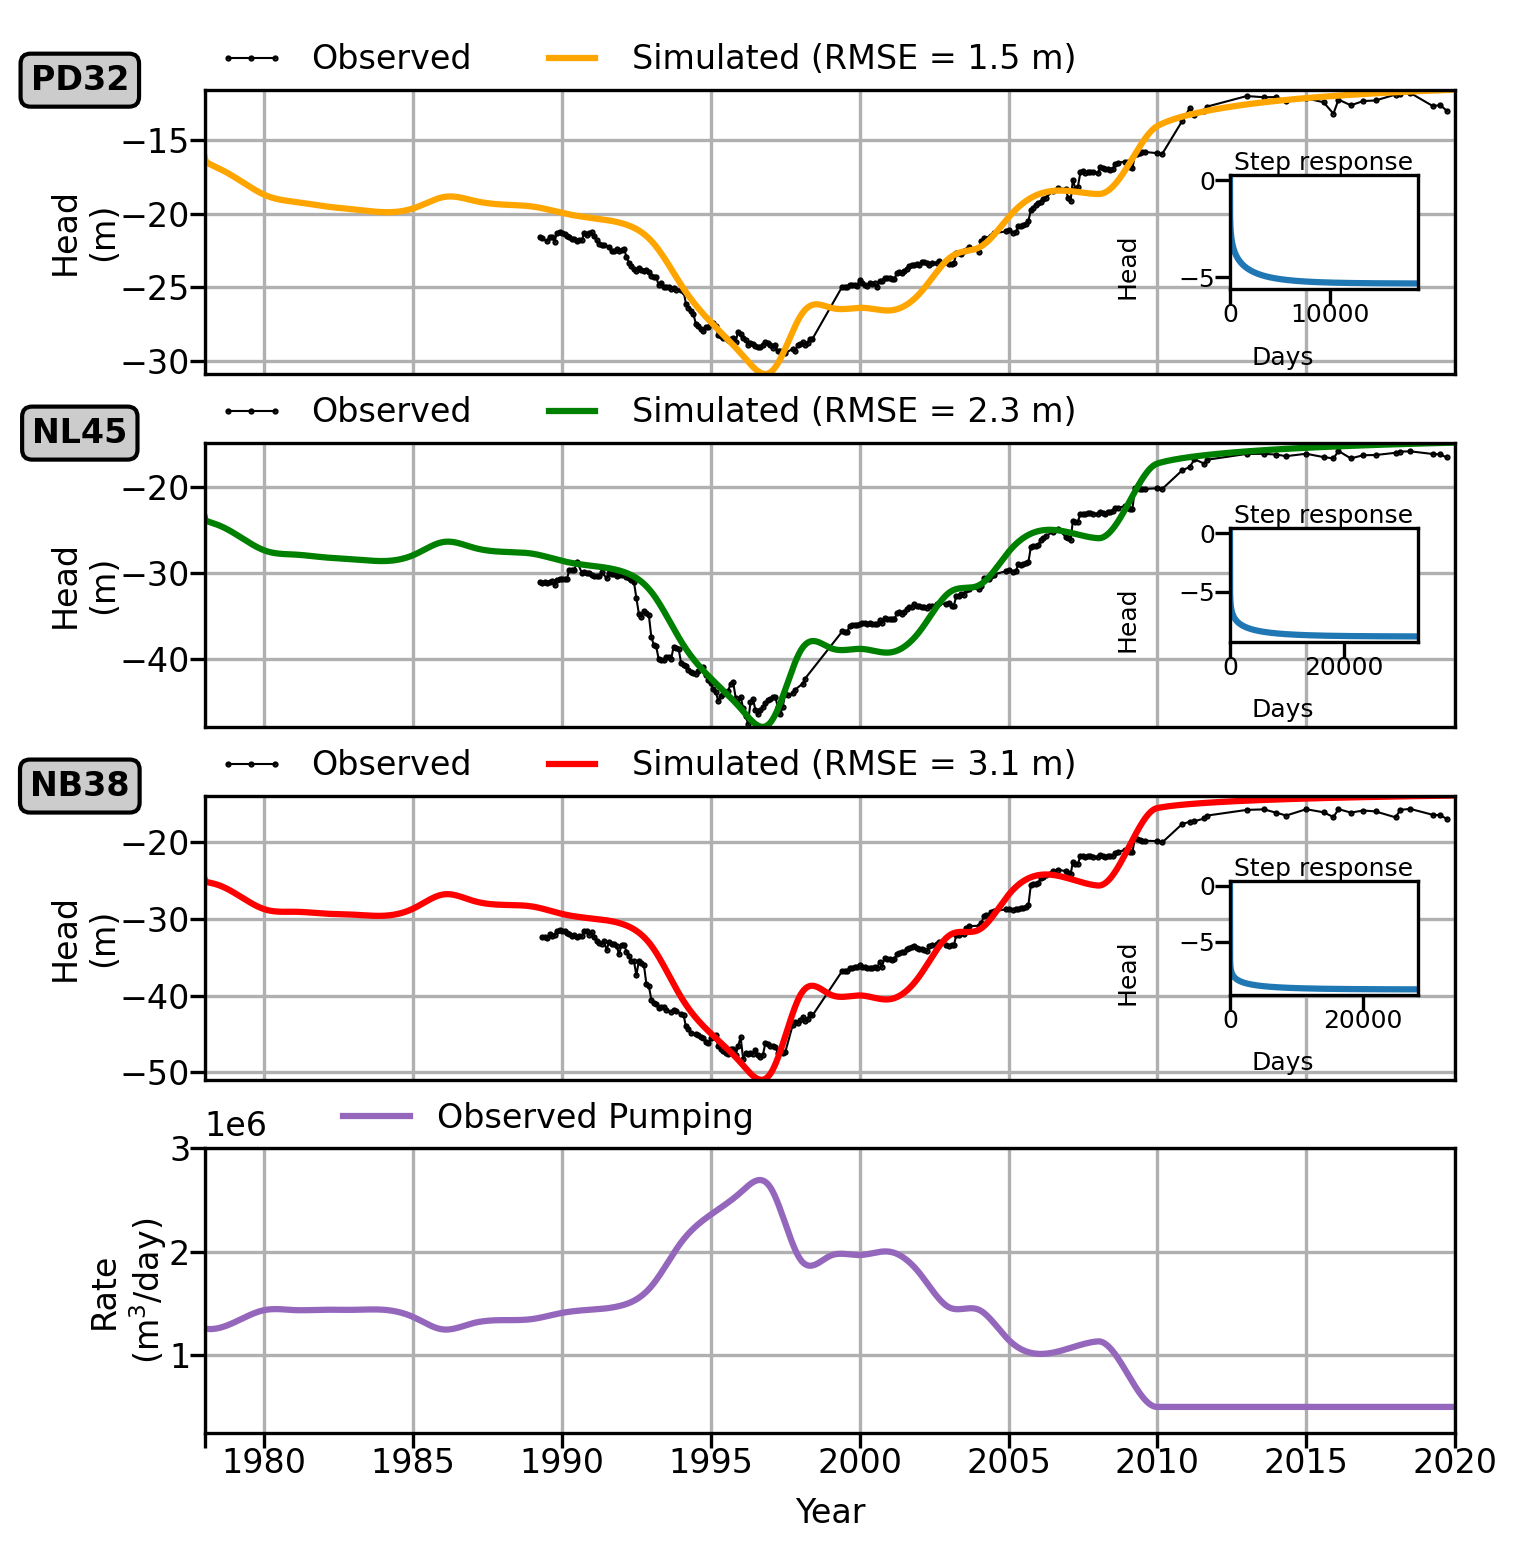 PD32
Observed Simulated (RMSE = 1.5 m)
−15
−20
−25
−30
Head
(m)
Step response
0
−5
Head
0 10000
Days
NL45
Observed Simulated (RMSE = 2.3 m)
−20
−30
−40
Head
(m)
Step response
0
−5
Head
0 20000
Days
NB38
Observed Simulated (RMSE = 3.1 m)
−20
−30
−40
−50
Head
(m)
Step response
0
−5
Head
0 20000
Days
1e6
Observed Pumping
3
2
1
Rate
(m³/day)
1980 1985 1990 1995 2000 2005 2010 2015 2020
Year